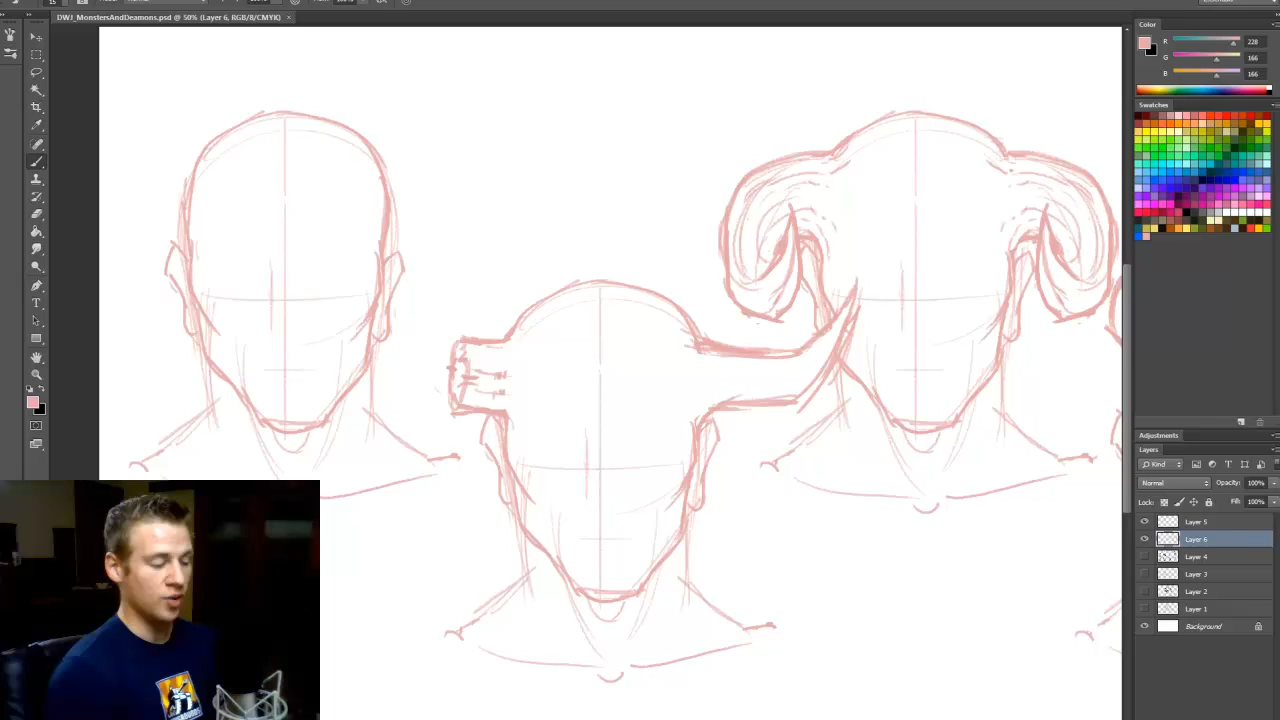 DWJ_MonstersAndDeamons.psd @ 50% (Layer 6, RGB/8/CMYK) ×
Color
R 228
G 166
B 166
Swatches
Adjustments
Layers
Kind
Normal Opacity: 100%
Lock: Fill: 100%
Layer 5
Layer 6
Layer 4
Layer 3
Layer 2
Layer 1
Background